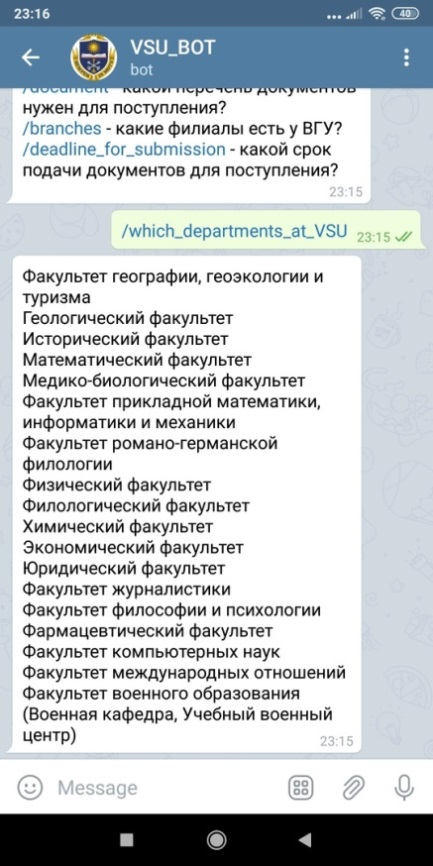 23:16
40
VSU_BOT
bot
/document - какой перечень документов
нужен для поступления?
/branches - какие филиалы есть у ВГУ?
/deadline_for_submission - какой срок
подачи документов для поступления?
23:15
/which_departments_at_VSU 23:15
Факультет географии, геоэкологии и
туризма
Геологический факультет
Исторический факультет
Математический факультет
Медико-биологический факультет
Факультет прикладной математики,
информатики и механики
Факультет романо-германской
филологии
Физический факультет
Филологический факультет
Химический факультет
Экономический факультет
Юридический факультет
Факультет журналистики
Факультет философии и психологии
Фармацевтический факультет
Факультет компьютерных наук
Факультет международных отношений
Факультет военного образования
(Военная кафедра, Учебный военный
центр)
23:15
Message